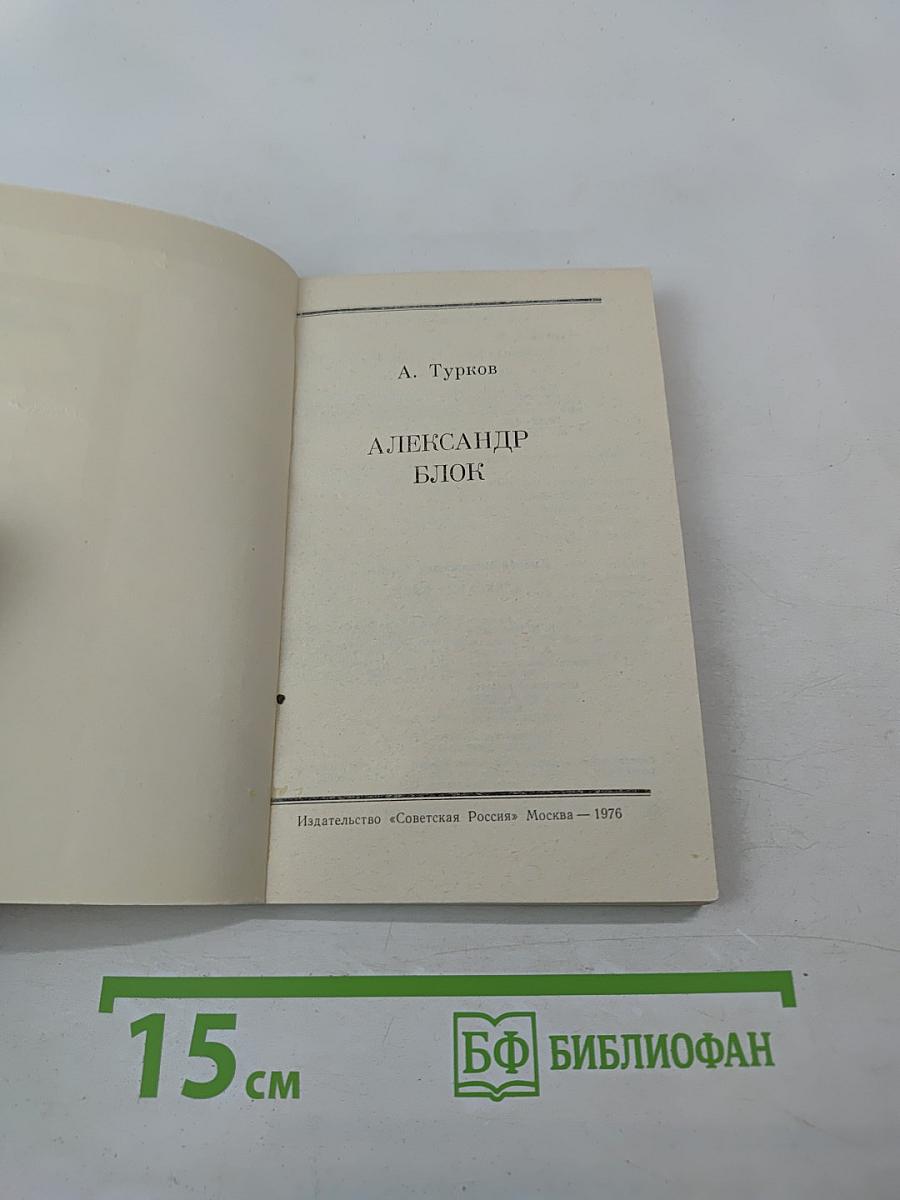 А. Турков
АЛЕКСАНДР
БЛОК
Издательство «Советская Россия» Москва — 1976
15 см
БФ БИБЛИОФАН